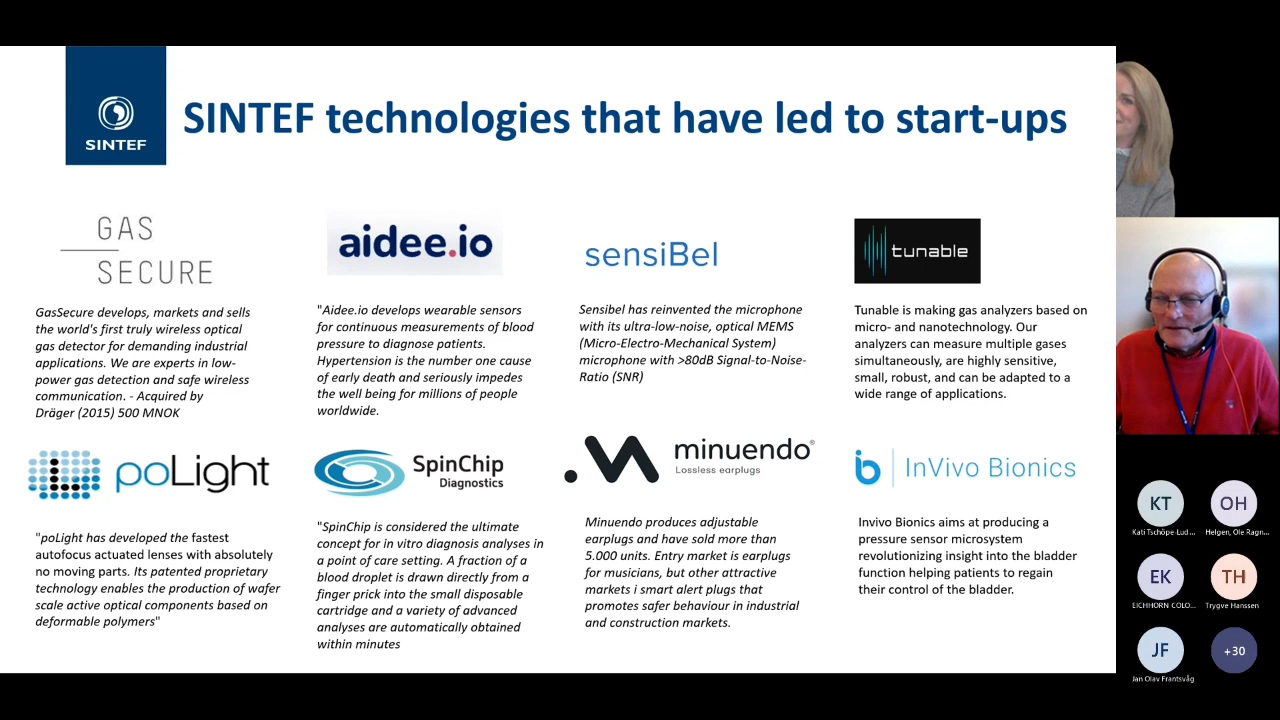 SINTEF
SINTEF technologies that have led to start-ups
GAS
SECURE
GasSecure develops, markets and sells
the world's first truly wireless optical
gas detector for demanding industrial
applications. We are experts in low-
power gas detection and safe wireless
communication. - Acquired by
Dräger (2015) 500 MNOK
aidee.io
"Aidee.io develops wearable sensors
for continuous measurements of blood
pressure to diagnose patients.
Hypertension is the number one cause
of early death and seriously impedes
the well being for millions of people
worldwide.
sensiBel
Sensibel has reinvented the microphone
with its ultra-low-noise, optical MEMS
(Micro-Electro-Mechanical System)
microphone with >80dB Signal-to-Noise-
Ratio (SNR)
tunable
Tunable is making gas analyzers based on
micro- and nanotechnology. Our
analyzers can measure multiple gases
simultaneously, are highly sensitive,
small, robust, and can be adapted to a
wide range of applications.
poLight
"poLight has developed the fastest
autofocus actuated lenses with absolutely
no moving parts. Its patented proprietary
technology enables the production of wafer
scale active optical components based on
deformable polymers"
SpinChip
Diagnostics
"SpinChip is considered the ultimate
concept for in vitro diagnosis analyses in
a point of care setting. A fraction of a
blood droplet is drawn directly from a
finger prick into the small disposable
cartridge and a variety of advanced
analyses are automatically obtained
within minutes
minuendo®
Lossless earplugs
Minuendo produces adjustable
earplugs and have sold more than
5.000 units. Entry market is earplugs
for musicians, but other attractive
markets i smart alert plugs that
promotes safer behaviour in industrial
and construction markets.
InVivo Bionics
Invivo Bionics aims at producing a
pressure sensor microsystem
revolutionizing insight into the bladder
function helping patients to regain
their control of the bladder.
KT
Kati Tschöpe-Lud...
OH
Helgen, Ole Ragn...
EK
EICHHORN COLO...
TH
Trygve Hanssen
JF
Jan Olav Frantsvåg
+30